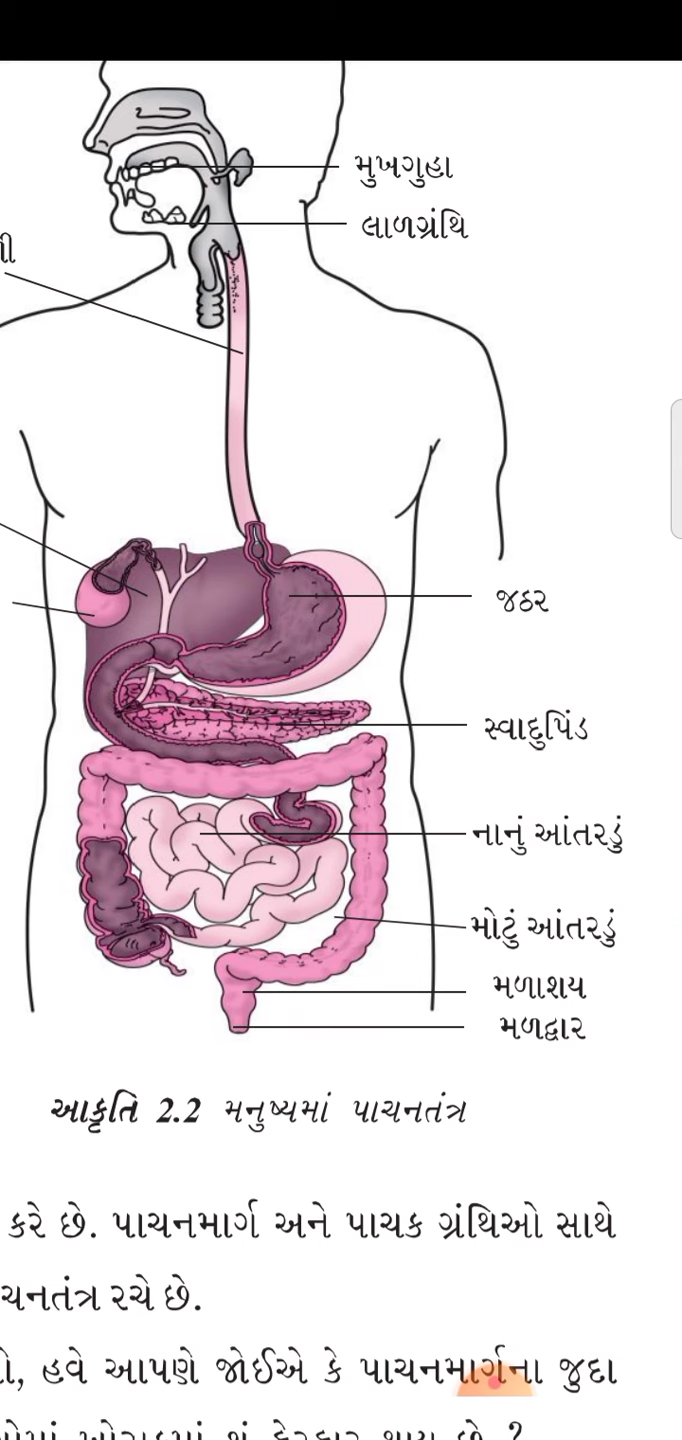 મુખગુહા
લાળગ્રંથિ
જઠર
સ્વાદુપિંડ
નાનું આંતરડું
મોટું આંતરડું
મળાશય
મળદ્વાર
આકૃતિ 2.2 મનુષ્યમાં પાચનતંત્ર
કરે છે. પાચનમાર્ગ અને પાચક ગ્રંથિઓ સાથે
ચનતંત્ર રચે છે.
હવે આપણે જોઈએ કે પાચનમાર્ગના જુદા